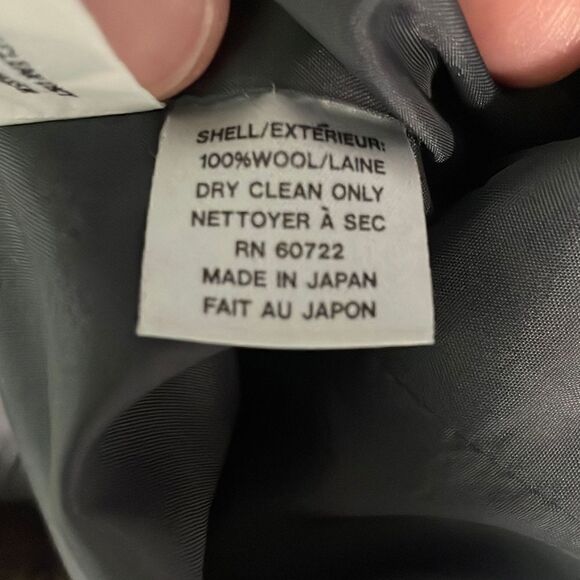 SHELL/EXTÉRIEUR:
100%WOOL/LAINE
DRY CLEAN ONLY
NETTOYER À SEC
RN 60722
MADE IN JAPAN
FAIT AU JAPON